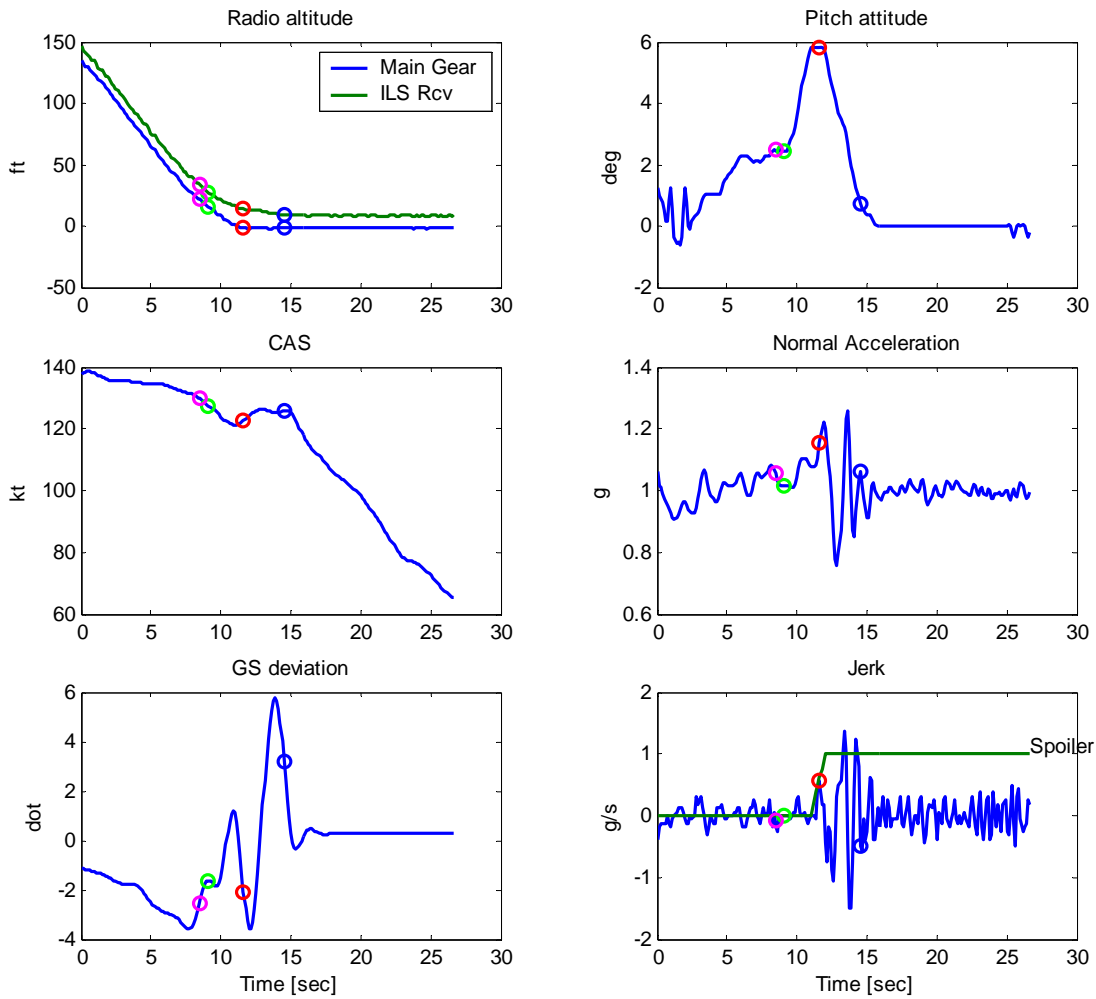 Radio altitude
150
100
50
0
-50
ft
Main Gear
ILS Rcv
0 5 10 15 20 25 30
Pitch attitude
6
4
2
0
-2
deg
0 5 10 15 20 25 30
CAS
140
120
100
80
60
kt
0 5 10 15 20 25 30
Normal Acceleration
1.4
1.2
1
0.8
0.6
g
0 5 10 15 20 25 30
GS deviation
6
4
2
0
-2
-4
dot
0 5 10 15 20 25 30
Time [sec]
Jerk
2
1
0
-1
-2
g/s
Spoiler
0 5 10 15 20 25 30
Time [sec]